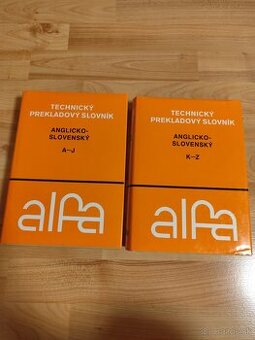 TECHNICKÝ
PREKLADOVÝ SLOVNÍK
ANGLICKO-
SLOVENSKÝ
A—J
alfa
TECHNICKÝ
PREKLADOVÝ SLOVNÍK
ANGLICKO-
SLOVENSKÝ
K—Z
alfa